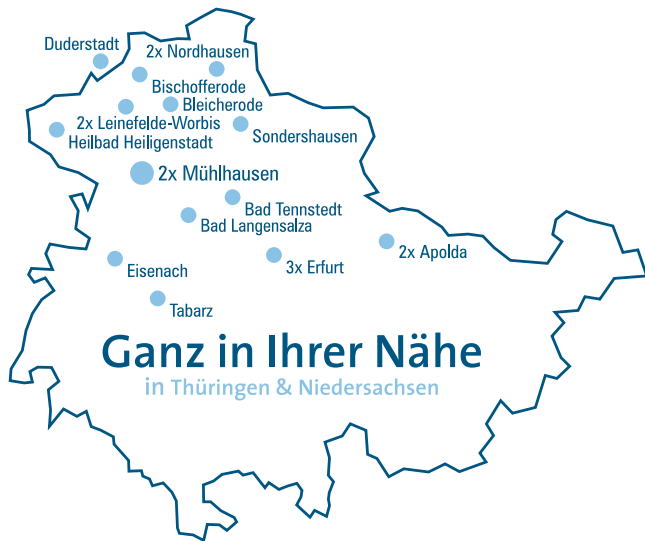 Duderstadt
2x Nordhausen
Bischofferode
Bleicherode
2x Leinefelde-Worbis
Sondershausen
Heilbad Heiligenstadt
2x Mühlhausen
Bad Tennstedt
Bad Langensalza
2x Apolda
Eisenach
3x Erfurt
Tabarz
Ganz in Ihrer Nähe
in Thüringen & Niedersachsen